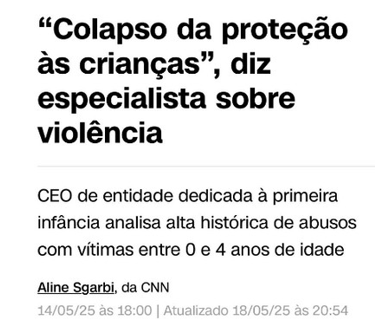 “Colapso da proteção
às crianças”, diz
especialista sobre
violência
CEO de entidade dedicada à primeira
infância analisa alta histórica de abusos
com vítimas entre 0 e 4 anos de idade
Aline Sgarbi, da CNN
14/05/25 às 18:00 | Atualizado 18/05/25 às 20:54